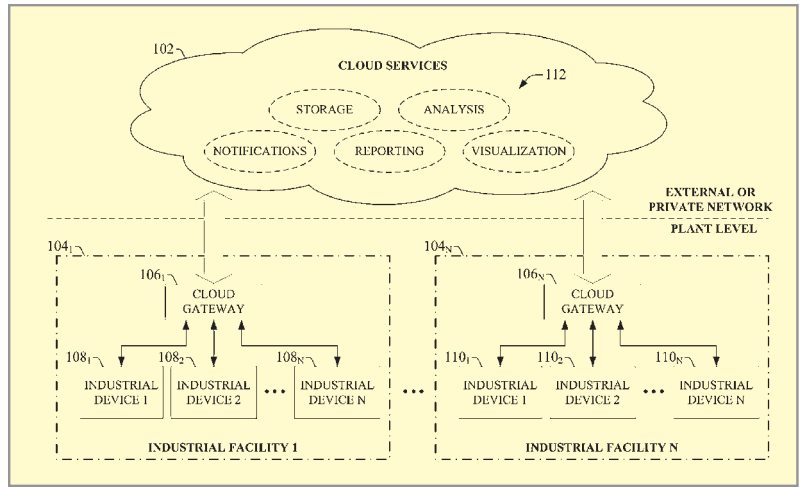 102
CLOUD SERVICES
112
STORAGE
ANALYSIS
NOTIFICATIONS
REPORTING
VISUALIZATION
EXTERNAL OR
PRIVATE NETWORK
PLANT LEVEL
104₁
104N
106₁
CLOUD
GATEWAY
106N
CLOUD
GATEWAY
108₁
108₂
108N
110₁
110₂
110N
INDUSTRIAL
DEVICE 1
INDUSTRIAL
DEVICE 2
•••
INDUSTRIAL
DEVICE N
•••
INDUSTRIAL
DEVICE 1
INDUSTRIAL
DEVICE 2
•••
INDUSTRIAL
DEVICE N
INDUSTRIAL FACILITY 1
INDUSTRIAL FACILITY N